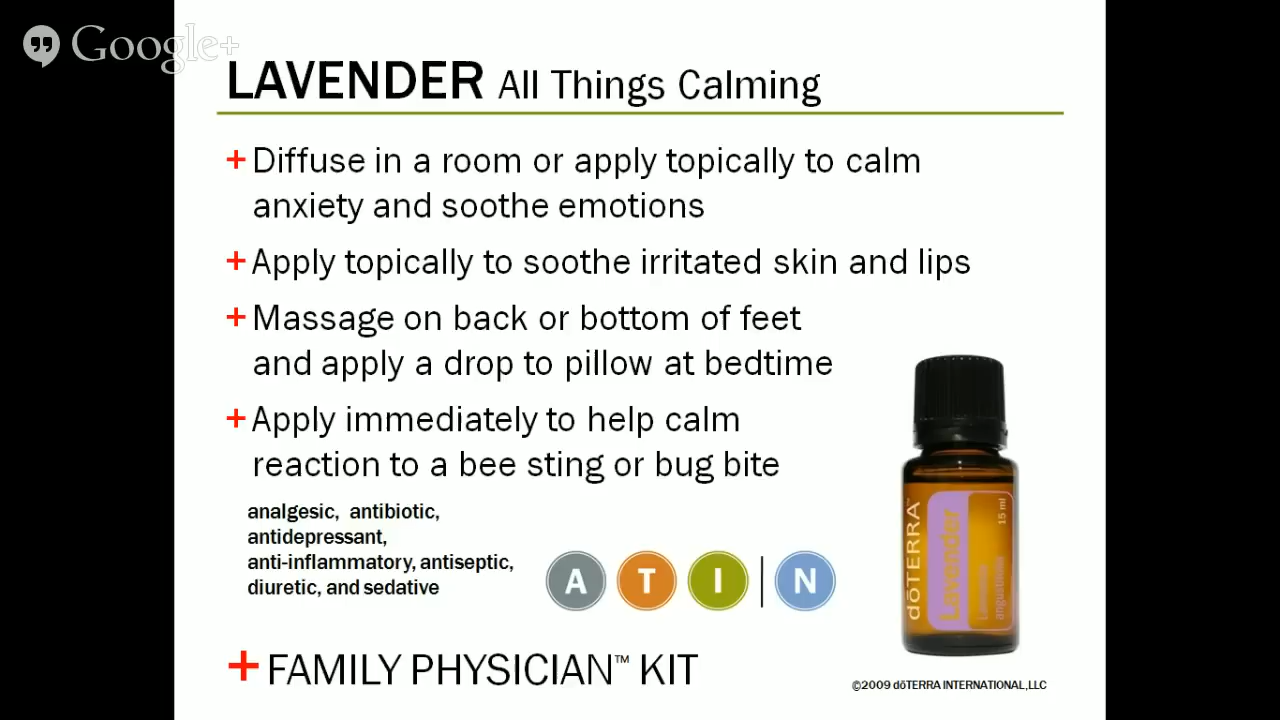 Google+
LAVENDER All Things Calming
+ Diffuse in a room or apply topically to calm
anxiety and soothe emotions
+ Apply topically to soothe irritated skin and lips
+ Massage on back or bottom of feet
and apply a drop to pillow at bedtime
+ Apply immediately to help calm
reaction to a bee sting or bug bite
analgesic, antibiotic,
antidepressant,
anti-inflammatory, antiseptic,
diuretic, and sedative
A T I | N
dōTERRA™
Lavender
Lavandula
angustifolia
15 ml
+ FAMILY PHYSICIAN™ KIT
©2009 dōTERRA INTERNATIONAL,LLC